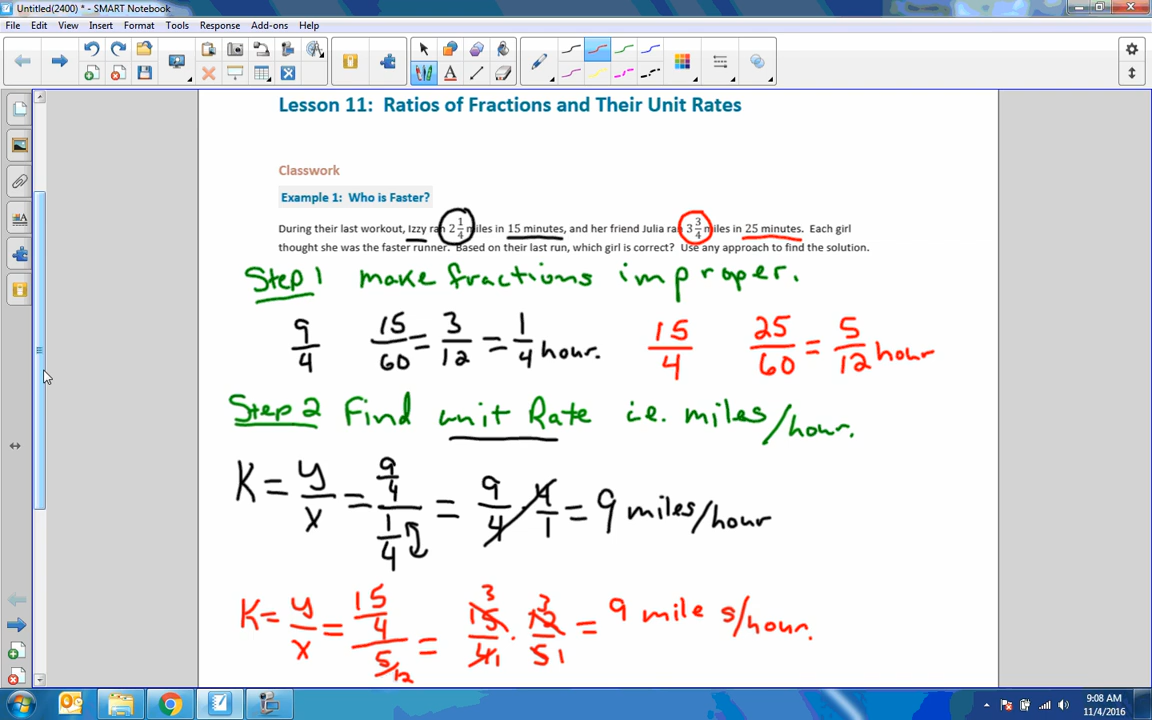 Untitled(2400) * - SMART Notebook
File Edit View Insert Format Tools Response Add-ons Help
Lesson 11: Ratios of Fractions and Their Unit Rates
Classwork
Example 1: Who is Faster?
During their last workout, Izzy ran 2 1/4 miles in 15 minutes, and her friend Julia ran 3 3/4 miles in 25 minutes. Each girl
thought she was the faster runner. Based on their last run, which girl is correct? Use any approach to find the solution.
Step 1 make fractions improper.
9/4 15/60 = 3/12 = 1/4 hour. 15/4 25/60 = 5/12 hour
Step 2 Find unit Rate i.e. miles/hour.
K = y/x = 9/4 / 1/4 = 9/4 · 4/1 = 9 miles/hour
K = y/x = 15/4 / 5/12 = 15/4 3 1 · 12/5 3 1 = 9 miles/hour.
9:08 AM
11/4/2016